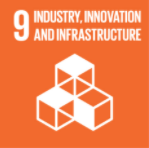 9 INDUSTRY, INNOVATION
AND INFRASTRUCTURE